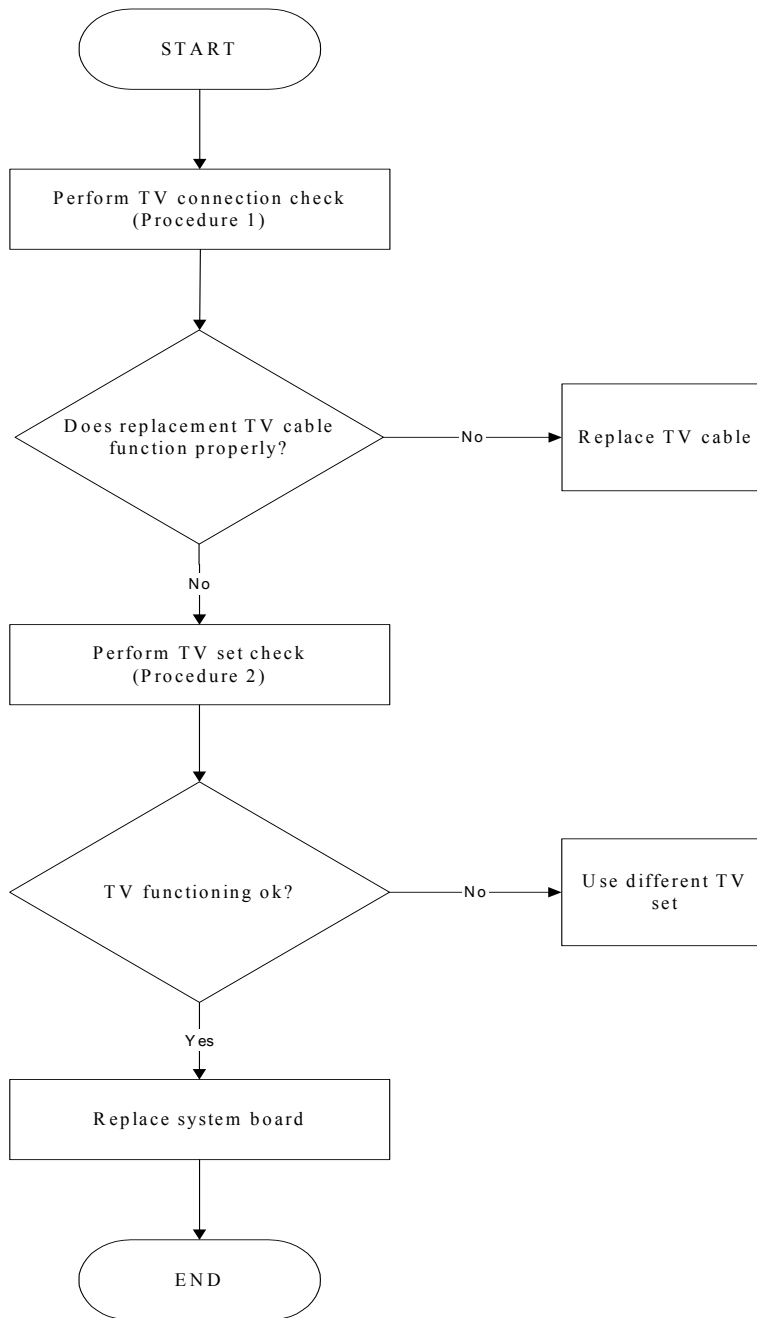 START
Perform TV connection check
(Procedure 1)
Does replacement TV cable
function properly?
No
Replace TV cable
No
Perform TV set check
(Procedure 2)
TV functioning ok?
No
Use different TV
set
Yes
Replace system board
END